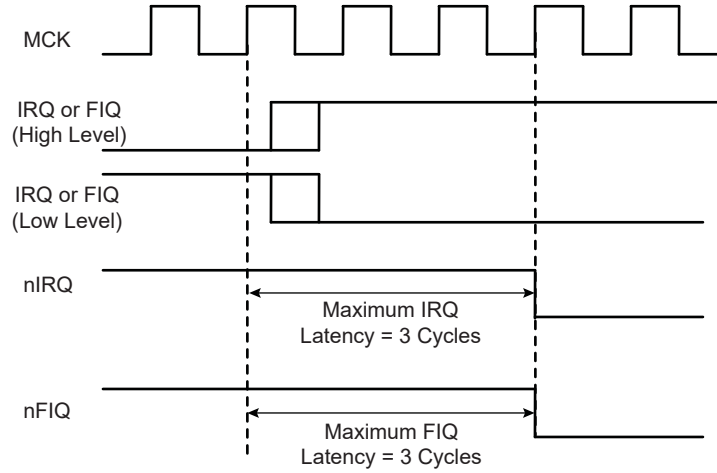 MCK
IRQ or FIQ
(High Level)
IRQ or FIQ
(Low Level)
nIRQ
Maximum IRQ
Latency = 3 Cycles
nFIQ
Maximum FIQ
Latency = 3 Cycles